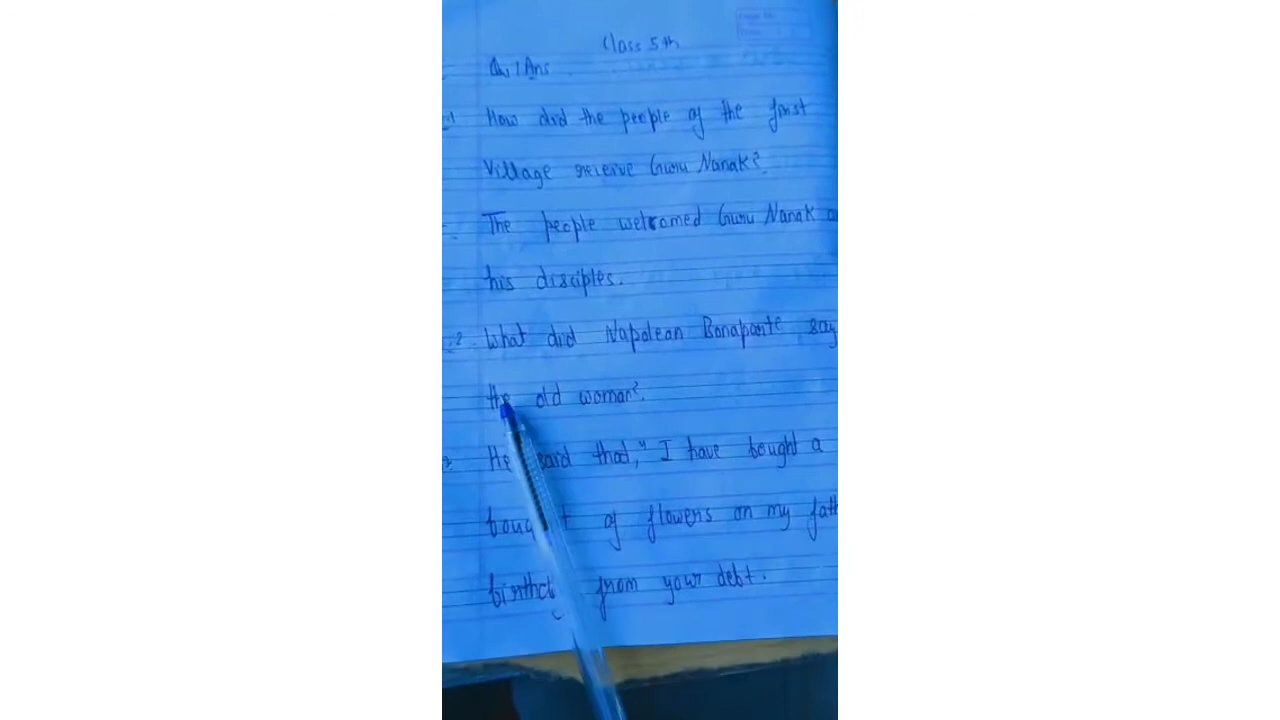 Class 5th
Qu / Ans
How did the people of the first
Village receive Guru Nanak?
The people welcomed Guru Nanak
his disciples.
What did Napolean Bonaparte say
the old woman?
He said that, " I have bought a
of flowers on my
from your debt.